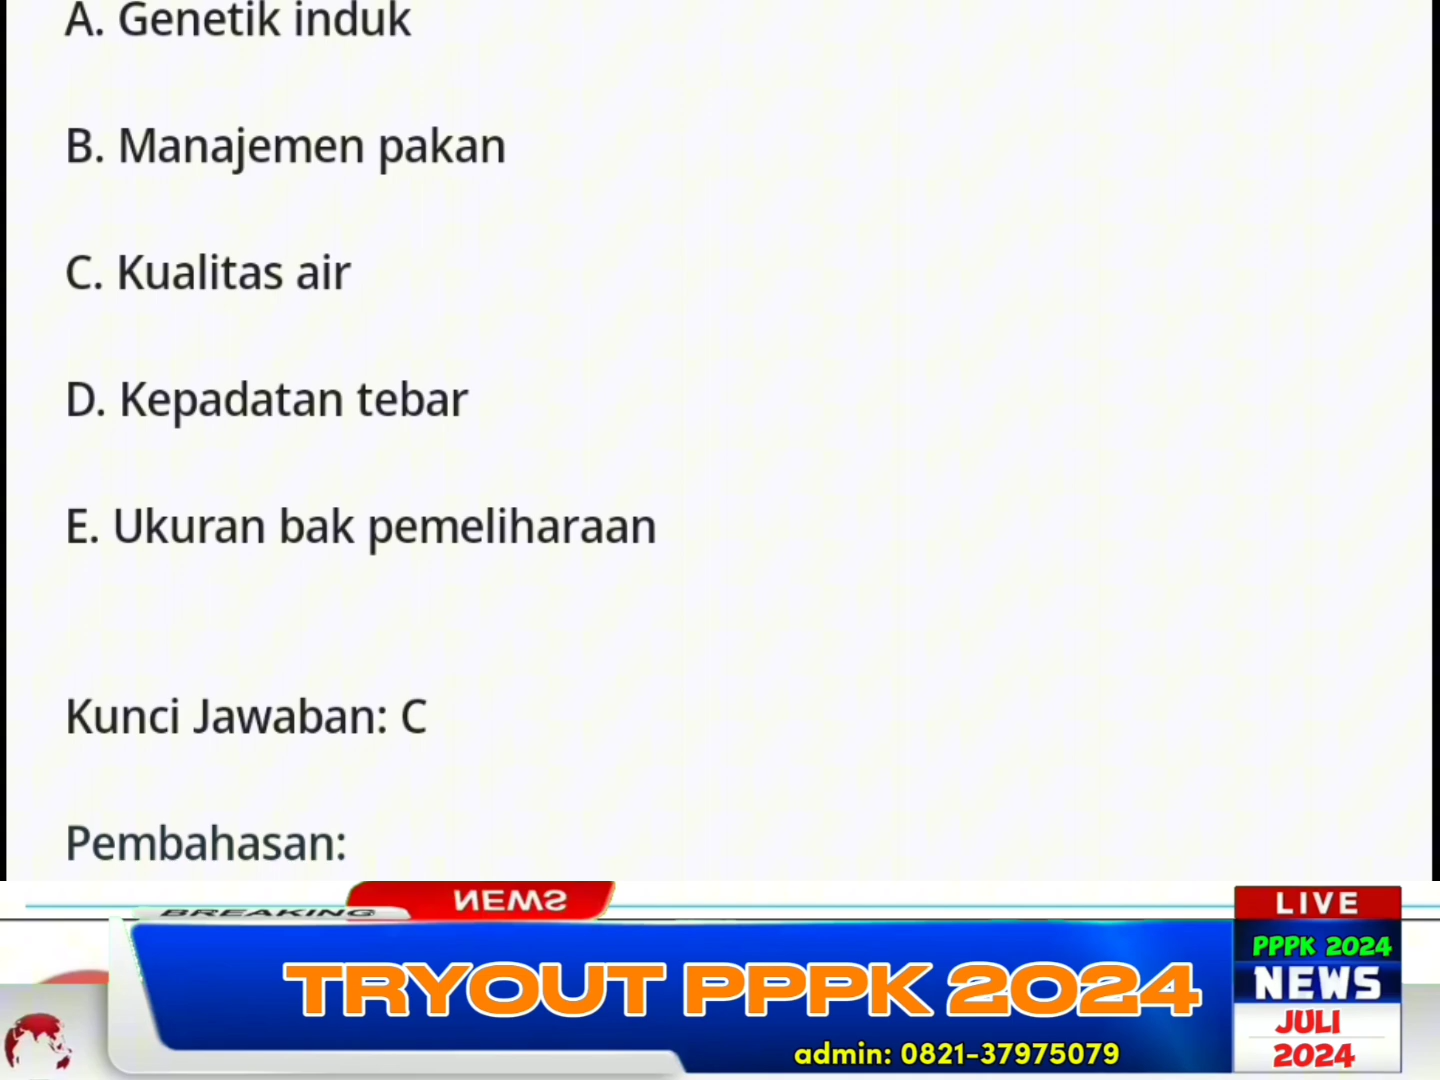 A. Genetik induk
B. Manajemen pakan
C. Kualitas air
D. Kepadatan tebar
E. Ukuran bak pemeliharaan
Kunci Jawaban: C
Pembahasan:
BREAKING
NEWS
TRYOUT PPPK 2024
admin: 0821-37975079
LIVE
PPPK 2024
NEWS
JULI
2024